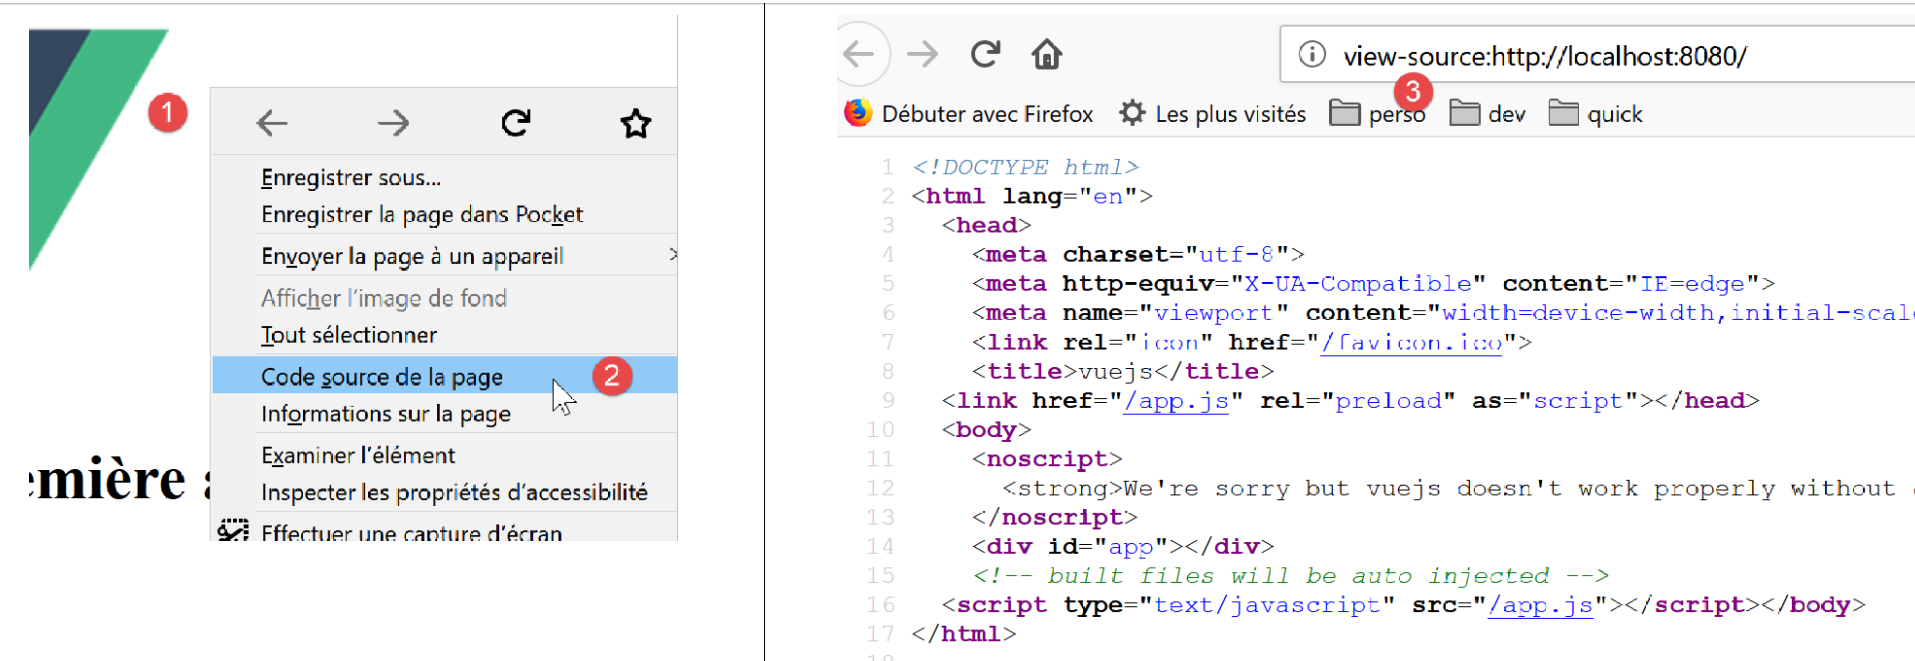 1
Enregistrer sous...
Enregistrer la page dans Pocket
Envoyer la page à un appareil
Afficher l'image de fond
Tout sélectionner
Code source de la page 2
Informations sur la page
Examiner l'élément
emière
Inspecter les propriétés d'accessibilité
Effectuer une capture d'écran
view-source:http://localhost:8080/
3
Débuter avec Firefox Les plus visités perso dev quick
1 <!DOCTYPE html>
2 <html lang="en">
3 <head>
4 <meta charset="utf-8">
5 <meta http-equiv="X-UA-Compatible" content="IE=edge">
6 <meta name="viewport" content="width=device-width,initial-scal
7 <link rel="icon" href="/favicon.ico">
8 <title>vuejs</title>
9 <link href="/app.js" rel="preload" as="script"></head>
10 <body>
11 <noscript>
12 <strong>We're sorry but vuejs doesn't work properly without
13 </noscript>
14 <div id="app"></div>
15 <!-- built files will be auto injected -->
16 <script type="text/javascript" src="/app.js"></script></body>
17 </html>
18